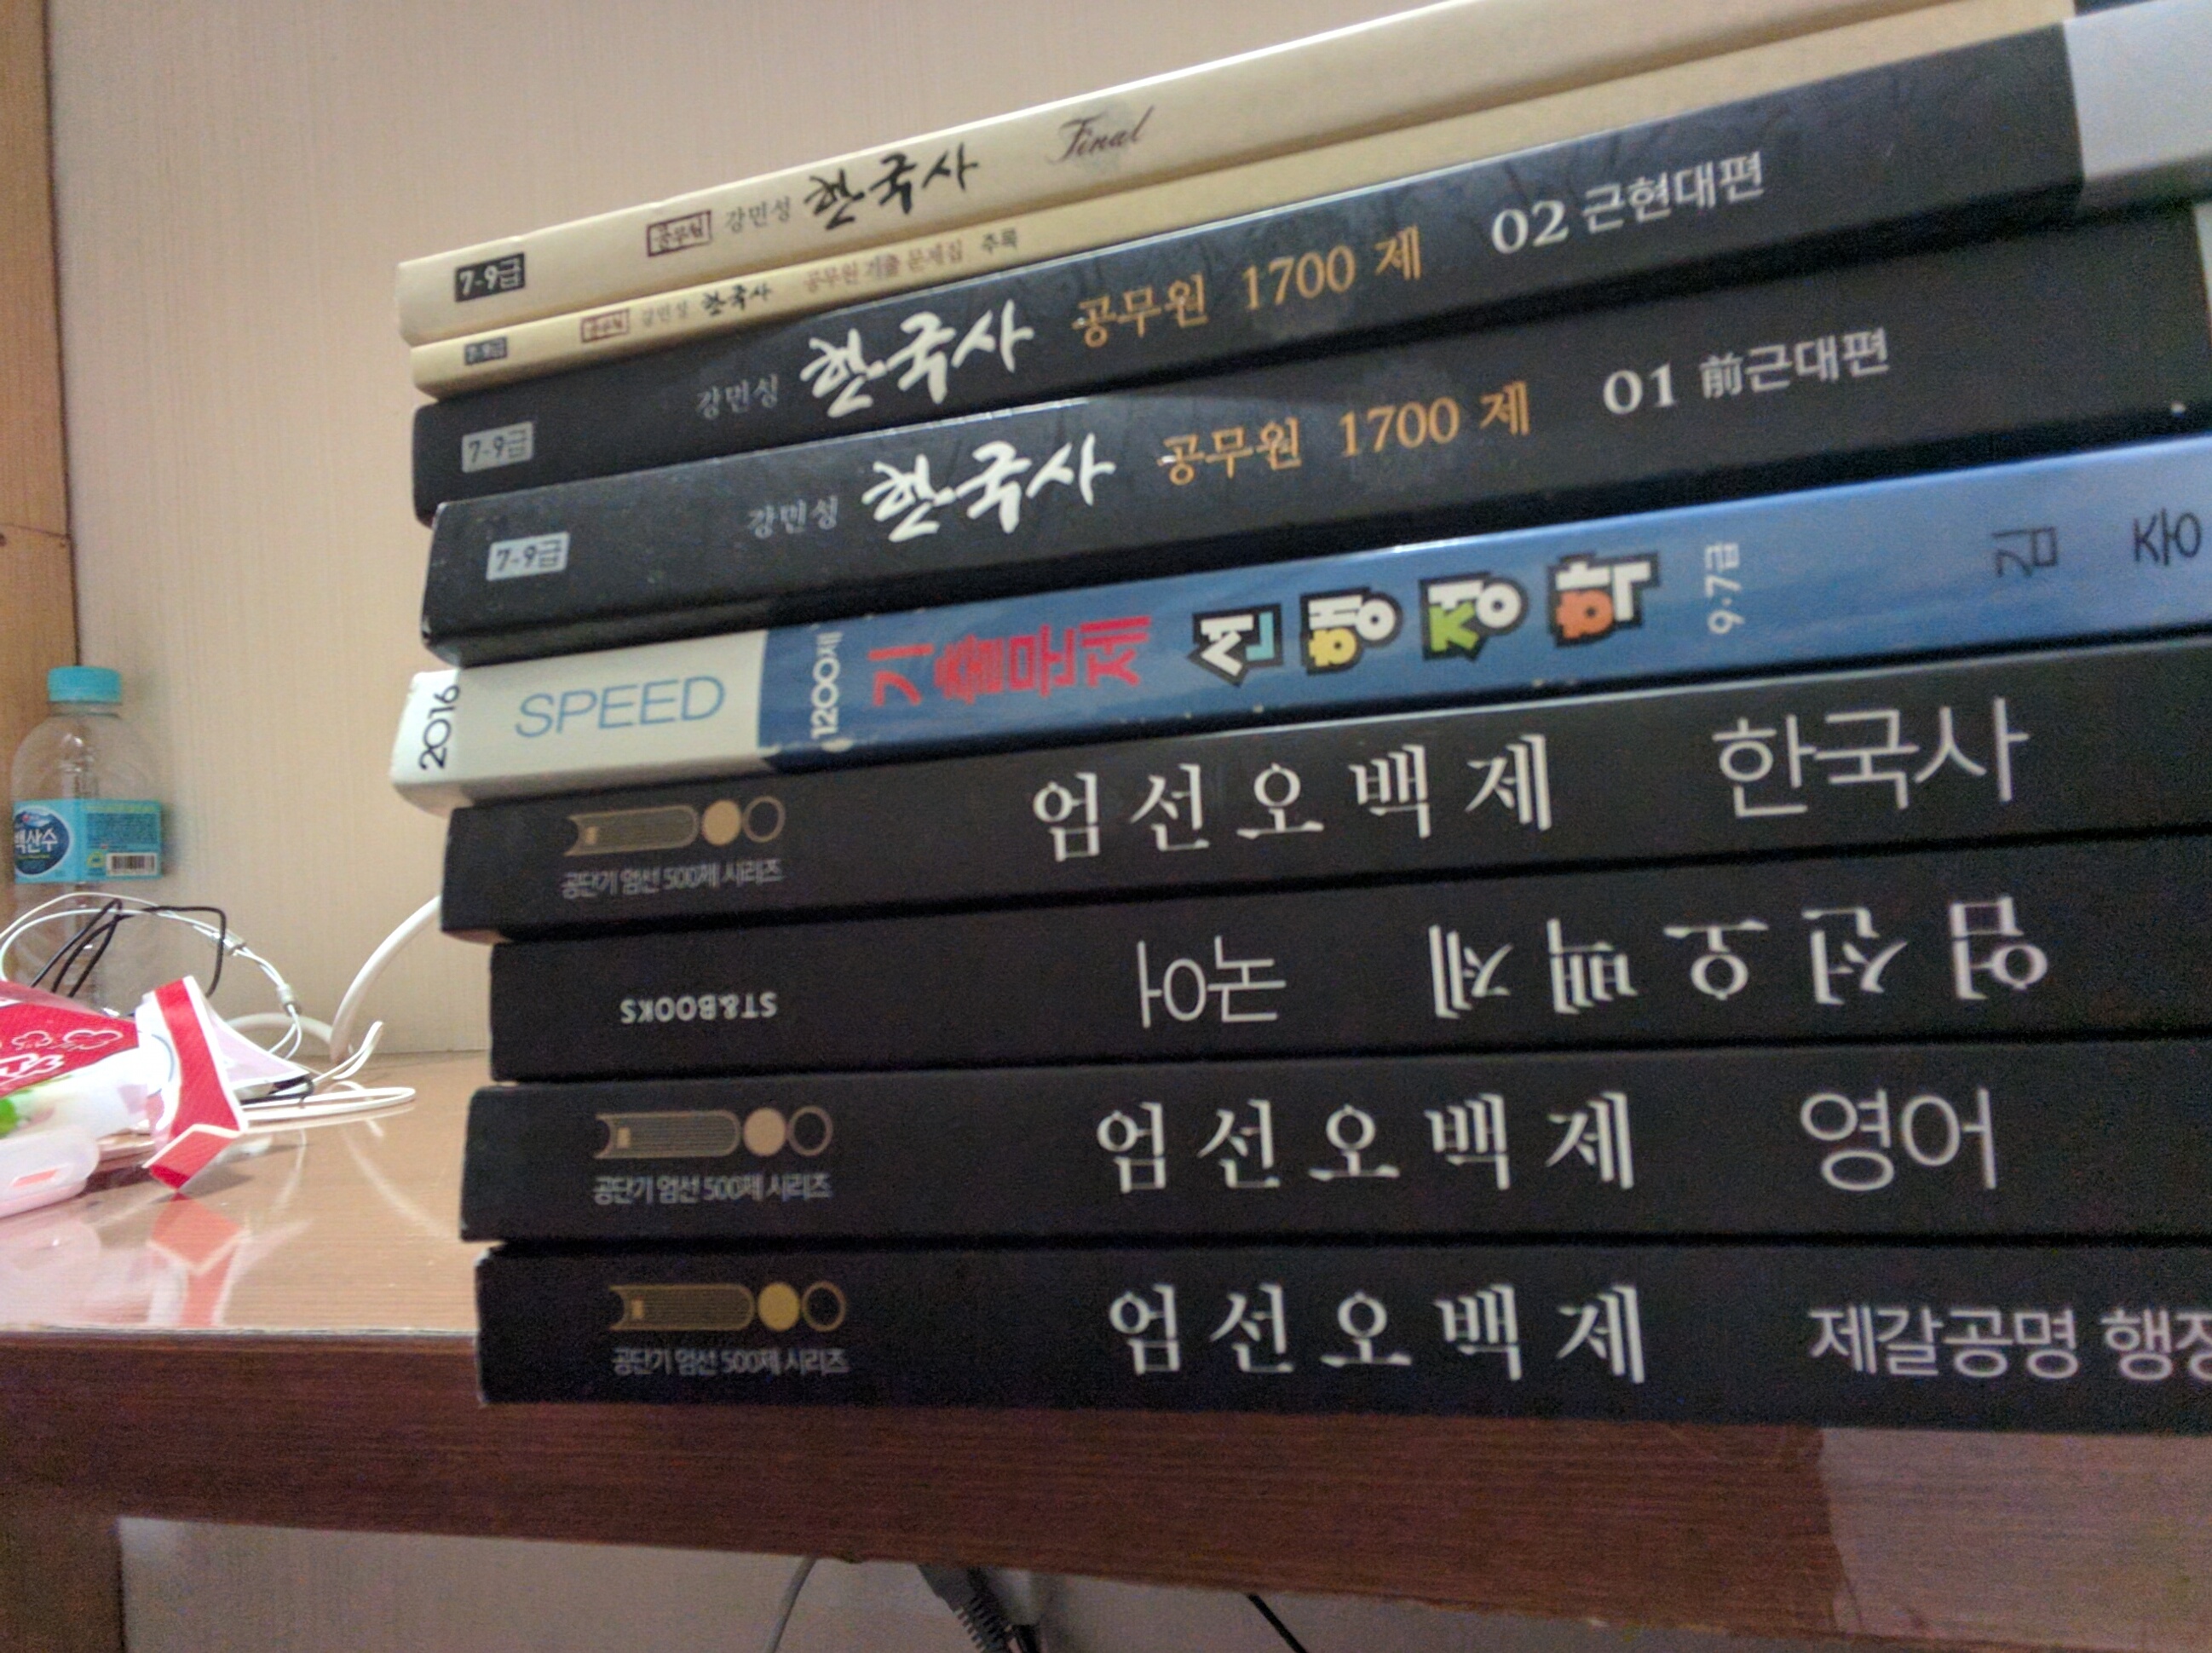 7-9급 공무원 강민성 한국사 Final
7-9급 공무원 강민성 한국사 공무원 기출 문제집 추록
7-9급 강민성 한국사 공무원 1700 제 02 근현대편
7-9급 강민성 한국사 공무원 1700 제 01 前근대편
2016 SPEED 1200제 기출문제 선행정학 9·7급 김 중
공단기 엄선 500제 시리즈 엄선오백제 한국사
엄선오백제 국어 ST&BOOKS
공단기 엄선 500제 시리즈 엄선오백제 영어
공단기 엄선 500제 시리즈 엄선오백제 제갈공명 행정
백산수